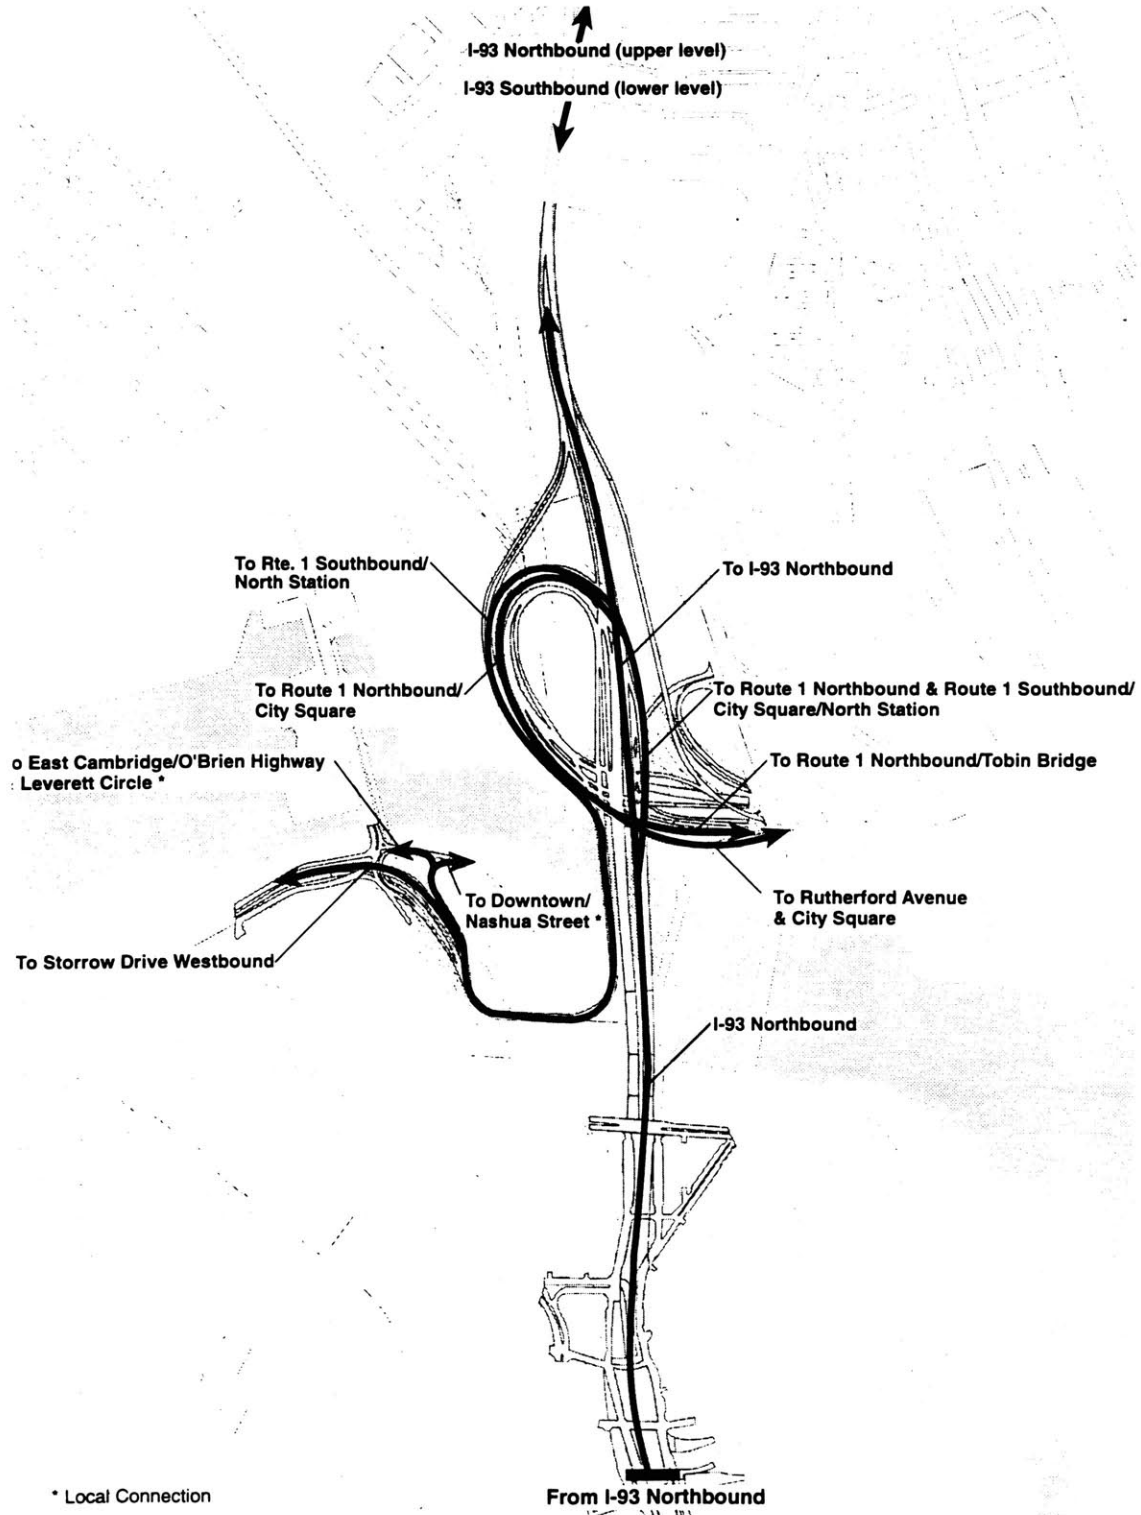 I-93 Northbound (upper level)
I-93 Southbound (lower level)
To Rte. 1 Southbound/
North Station
To I-93 Northbound
To Route 1 Northbound/
City Square
To Route 1 Northbound & Route 1 Southbound/
City Square/North Station
o East Cambridge/O'Brien Highway
: Leverett Circle *
To Route 1 Northbound/Tobin Bridge
To Downtown/
Nashua Street *
To Rutherford Avenue
& City Square
To Storrow Drive Westbound
I-93 Northbound
* Local Connection
From I-93 Northbound